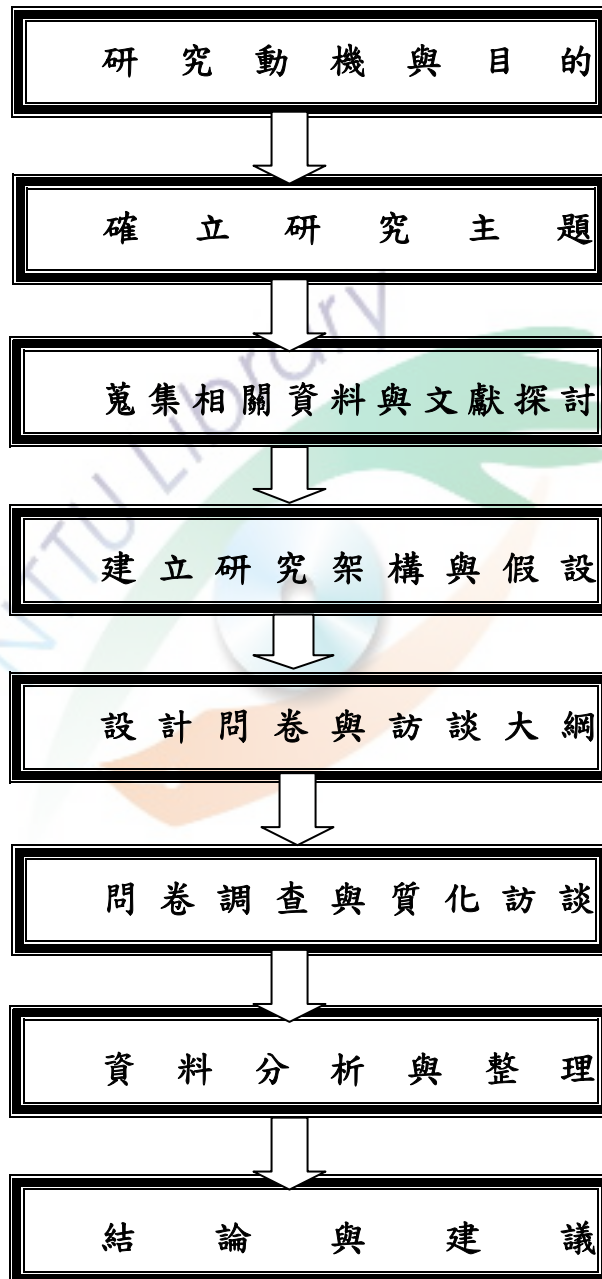 研究動機與目的
確立研究主題
蒐集相關資料與文獻探討
建立研究架構與假設
設計問卷與訪談大綱
問卷調查與質化訪談
資料分析與整理
結論與建議
NTTU Library